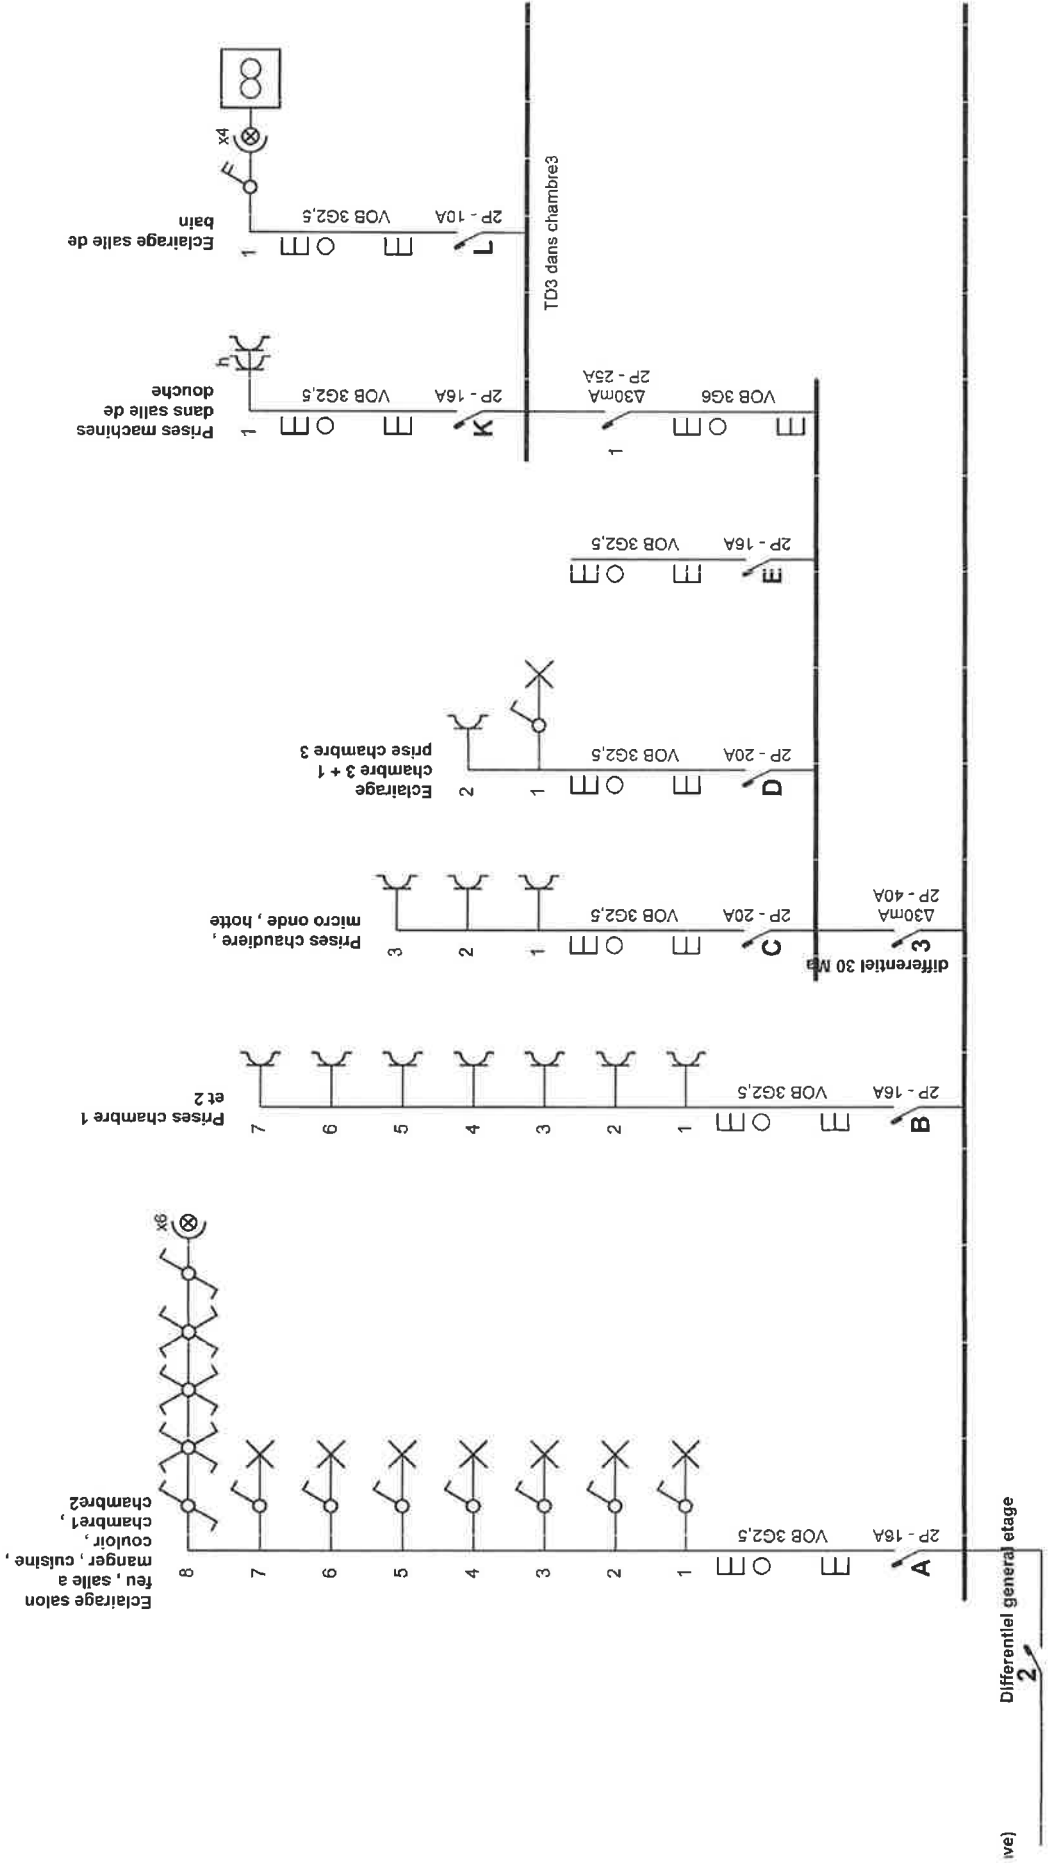 Eclairage salon
feu , salle a
manger , cuisine ,
couloir ,
chambre1 ,
chambre2
x6
8
7
6
5
4
3
2
1
VOB 3G2,5
2P - 16A
A
Prises chambre 1
et 2
7
6
5
4
3
2
1
VOB 3G2,5
2P - 16A
B
Prises chaudiere ,
micro onde , hotte
3
2
1
VOB 3G2,5
2P - 20A
C
differentiel 30 Ma
3
Δ30mA
2P - 40A
Eclairage
chambre 3 + 1
prise chambre 3
2
1
VOB 3G2,5
2P - 20A
D
VOB 3G2,5
2P - 16A
E
Prises machines
dans salle de
douche
h
1
VOB 3G2,5
2P - 16A
K
1
Δ30mA
2P - 25A
VOB 3G6
Eclairage salle de
bain
x4
1
VOB 3G2,5
2P - 10A
L
TD3 dans chambre3
Differentiel general etage
2
ive)